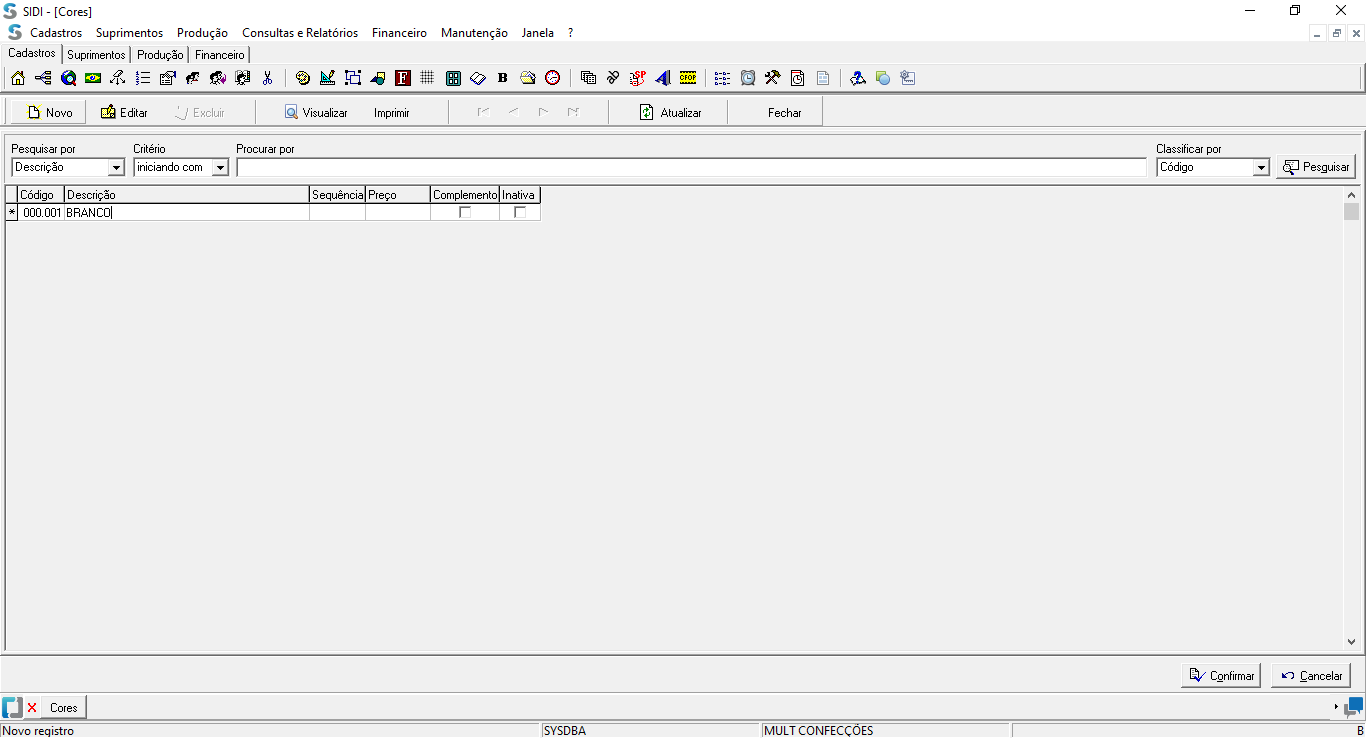 SIDI - [Cores]
Cadastros Suprimentos Produção Consultas e Relatórios Financeiro Manutenção Janela ?
Cadastros Suprimentos Produção Financeiro
F B SP CFOP
Novo Editar Excluir Visualizar Imprimir Atualizar Fechar
Pesquisar por Critério Procurar por Classificar por
Descrição iniciando com Código Pesquisar
Código Descrição Sequência Preço Complemento Inativa
* 000.001 BRANCO
Confirmar Cancelar
Cores
Novo registro SYSDBA MULT CONFECÇÕES B